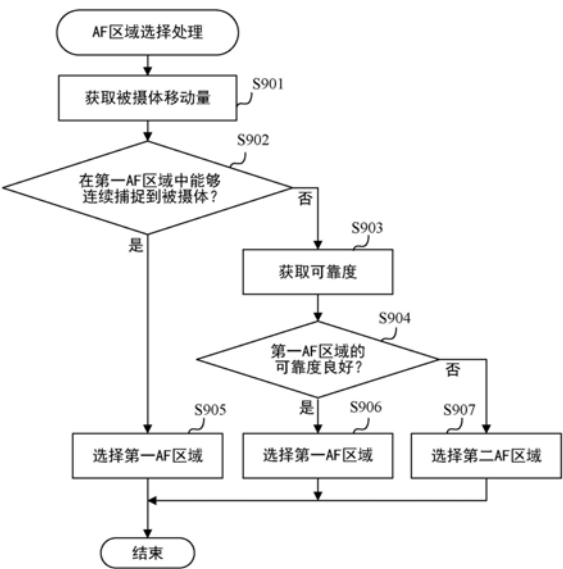 AF区域选择处理
S901
获取被摄体移动量
S902
在第一AF区域中能够
连续捕捉到被摄体？
否
是
S903
获取可靠度
S904
第一AF区域的
可靠度良好？
否
是
S905
选择第一AF区域
S906
选择第一AF区域
S907
选择第二AF区域
结束